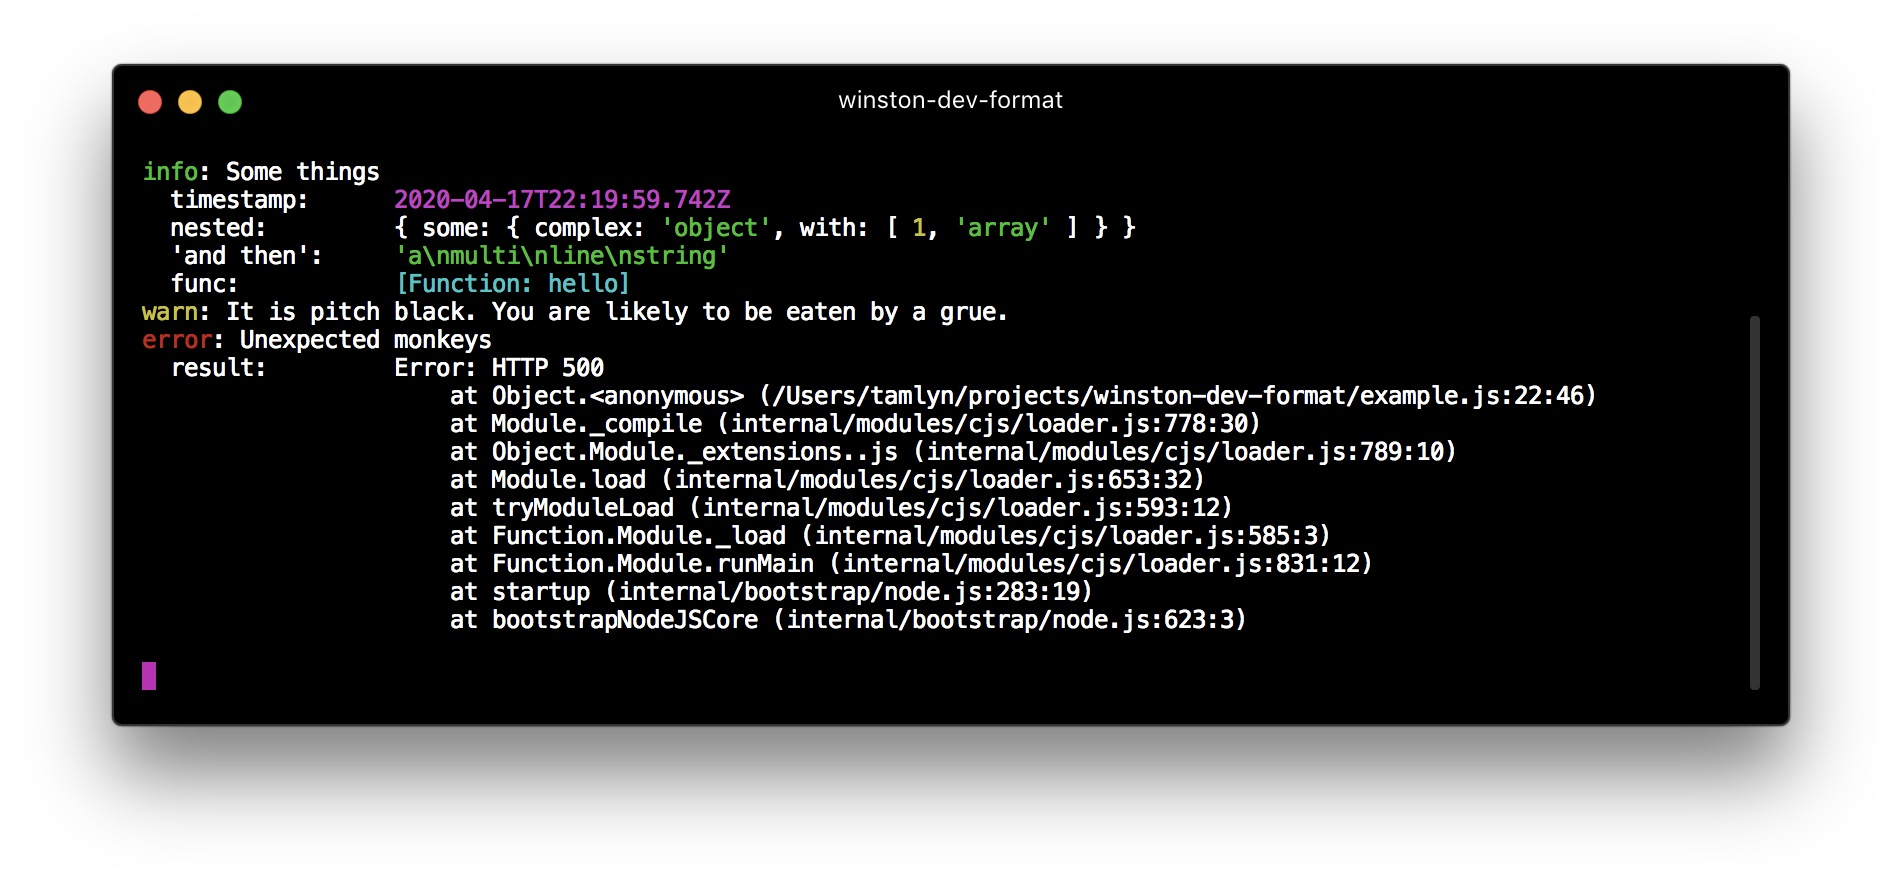 winston-dev-format
info: Some things
  timestamp:      2020-04-17T22:19:59.742Z
  nested:         { some: { complex: 'object', with: [ 1, 'array' ] } }
  'and then':     'a\nmulti\nline\nstring'
  func:           [Function: hello]
warn: It is pitch black. You are likely to be eaten by a grue.
error: Unexpected monkeys
  result:         Error: HTTP 500
                      at Object.<anonymous> (/Users/tamlyn/projects/winston-dev-format/example.js:22:46)
                      at Module._compile (internal/modules/cjs/loader.js:778:30)
                      at Object.Module._extensions..js (internal/modules/cjs/loader.js:789:10)
                      at Module.load (internal/modules/cjs/loader.js:653:32)
                      at tryModuleLoad (internal/modules/cjs/loader.js:593:12)
                      at Function.Module._load (internal/modules/cjs/loader.js:585:3)
                      at Function.Module.runMain (internal/modules/cjs/loader.js:831:12)
                      at startup (internal/bootstrap/node.js:283:19)
                      at bootstrapNodeJSCore (internal/bootstrap/node.js:623:3)